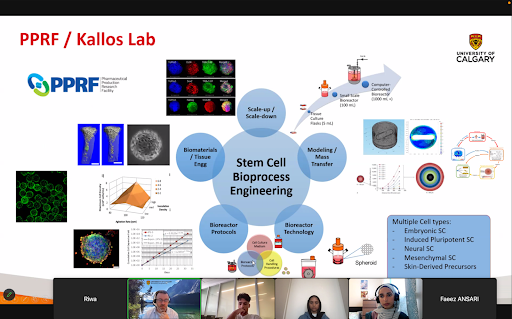 PPRF / Kallos Lab
UNIVERSITY OF
CALGARY
PPRF
Pharmaceutical
Production
Research
Facility
Scale-up /
Scale-down
Tissue
Culture
Flasks (5 mL)
Small Scale
Bioreactor
(100 mL)
Computer-
Controlled
Bioreactor
Biomaterials
/ Tissue
Engg
Stem Cell
Bioprocess
Engineering
Modeling /
Mass
Transfer
Bioreactor
Protocols
Bioreactor
Technology
Cell Culture
Spheroid
Multiple Cell types:
- Embryonic SC
- Induced Pluripotent SC
- Neural SC
- Mesenchymal SC
- Skin-Derived Precursors
Riwa
Faeez ANSARI